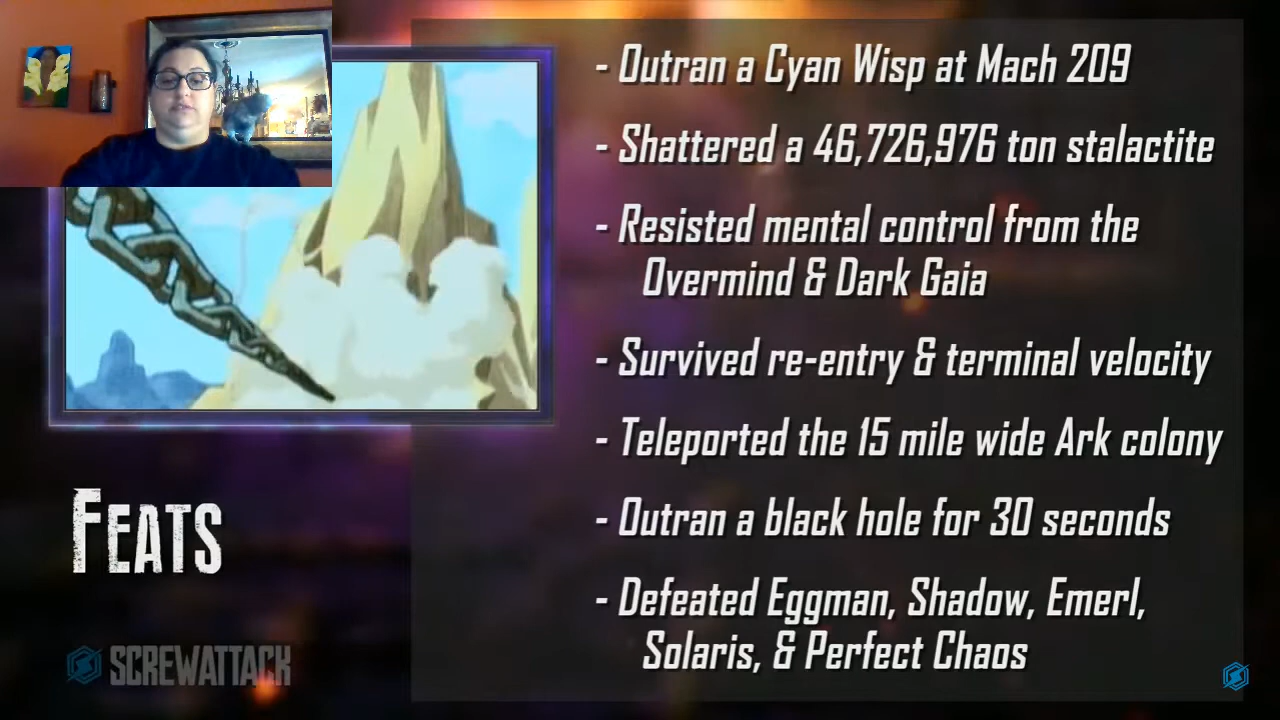 - Outran a Cyan Wisp at Mach 209
- Shattered a 46,726,976 ton stalactite
- Resisted mental control from the
Overmind & Dark Gaia
- Survived re-entry & terminal velocity
- Teleported the 15 mile wide Ark colony
- Outran a black hole for 30 seconds
- Defeated Eggman, Shadow, Emerl,
Solaris, & Perfect Chaos
FEATS
SCREWATTACK